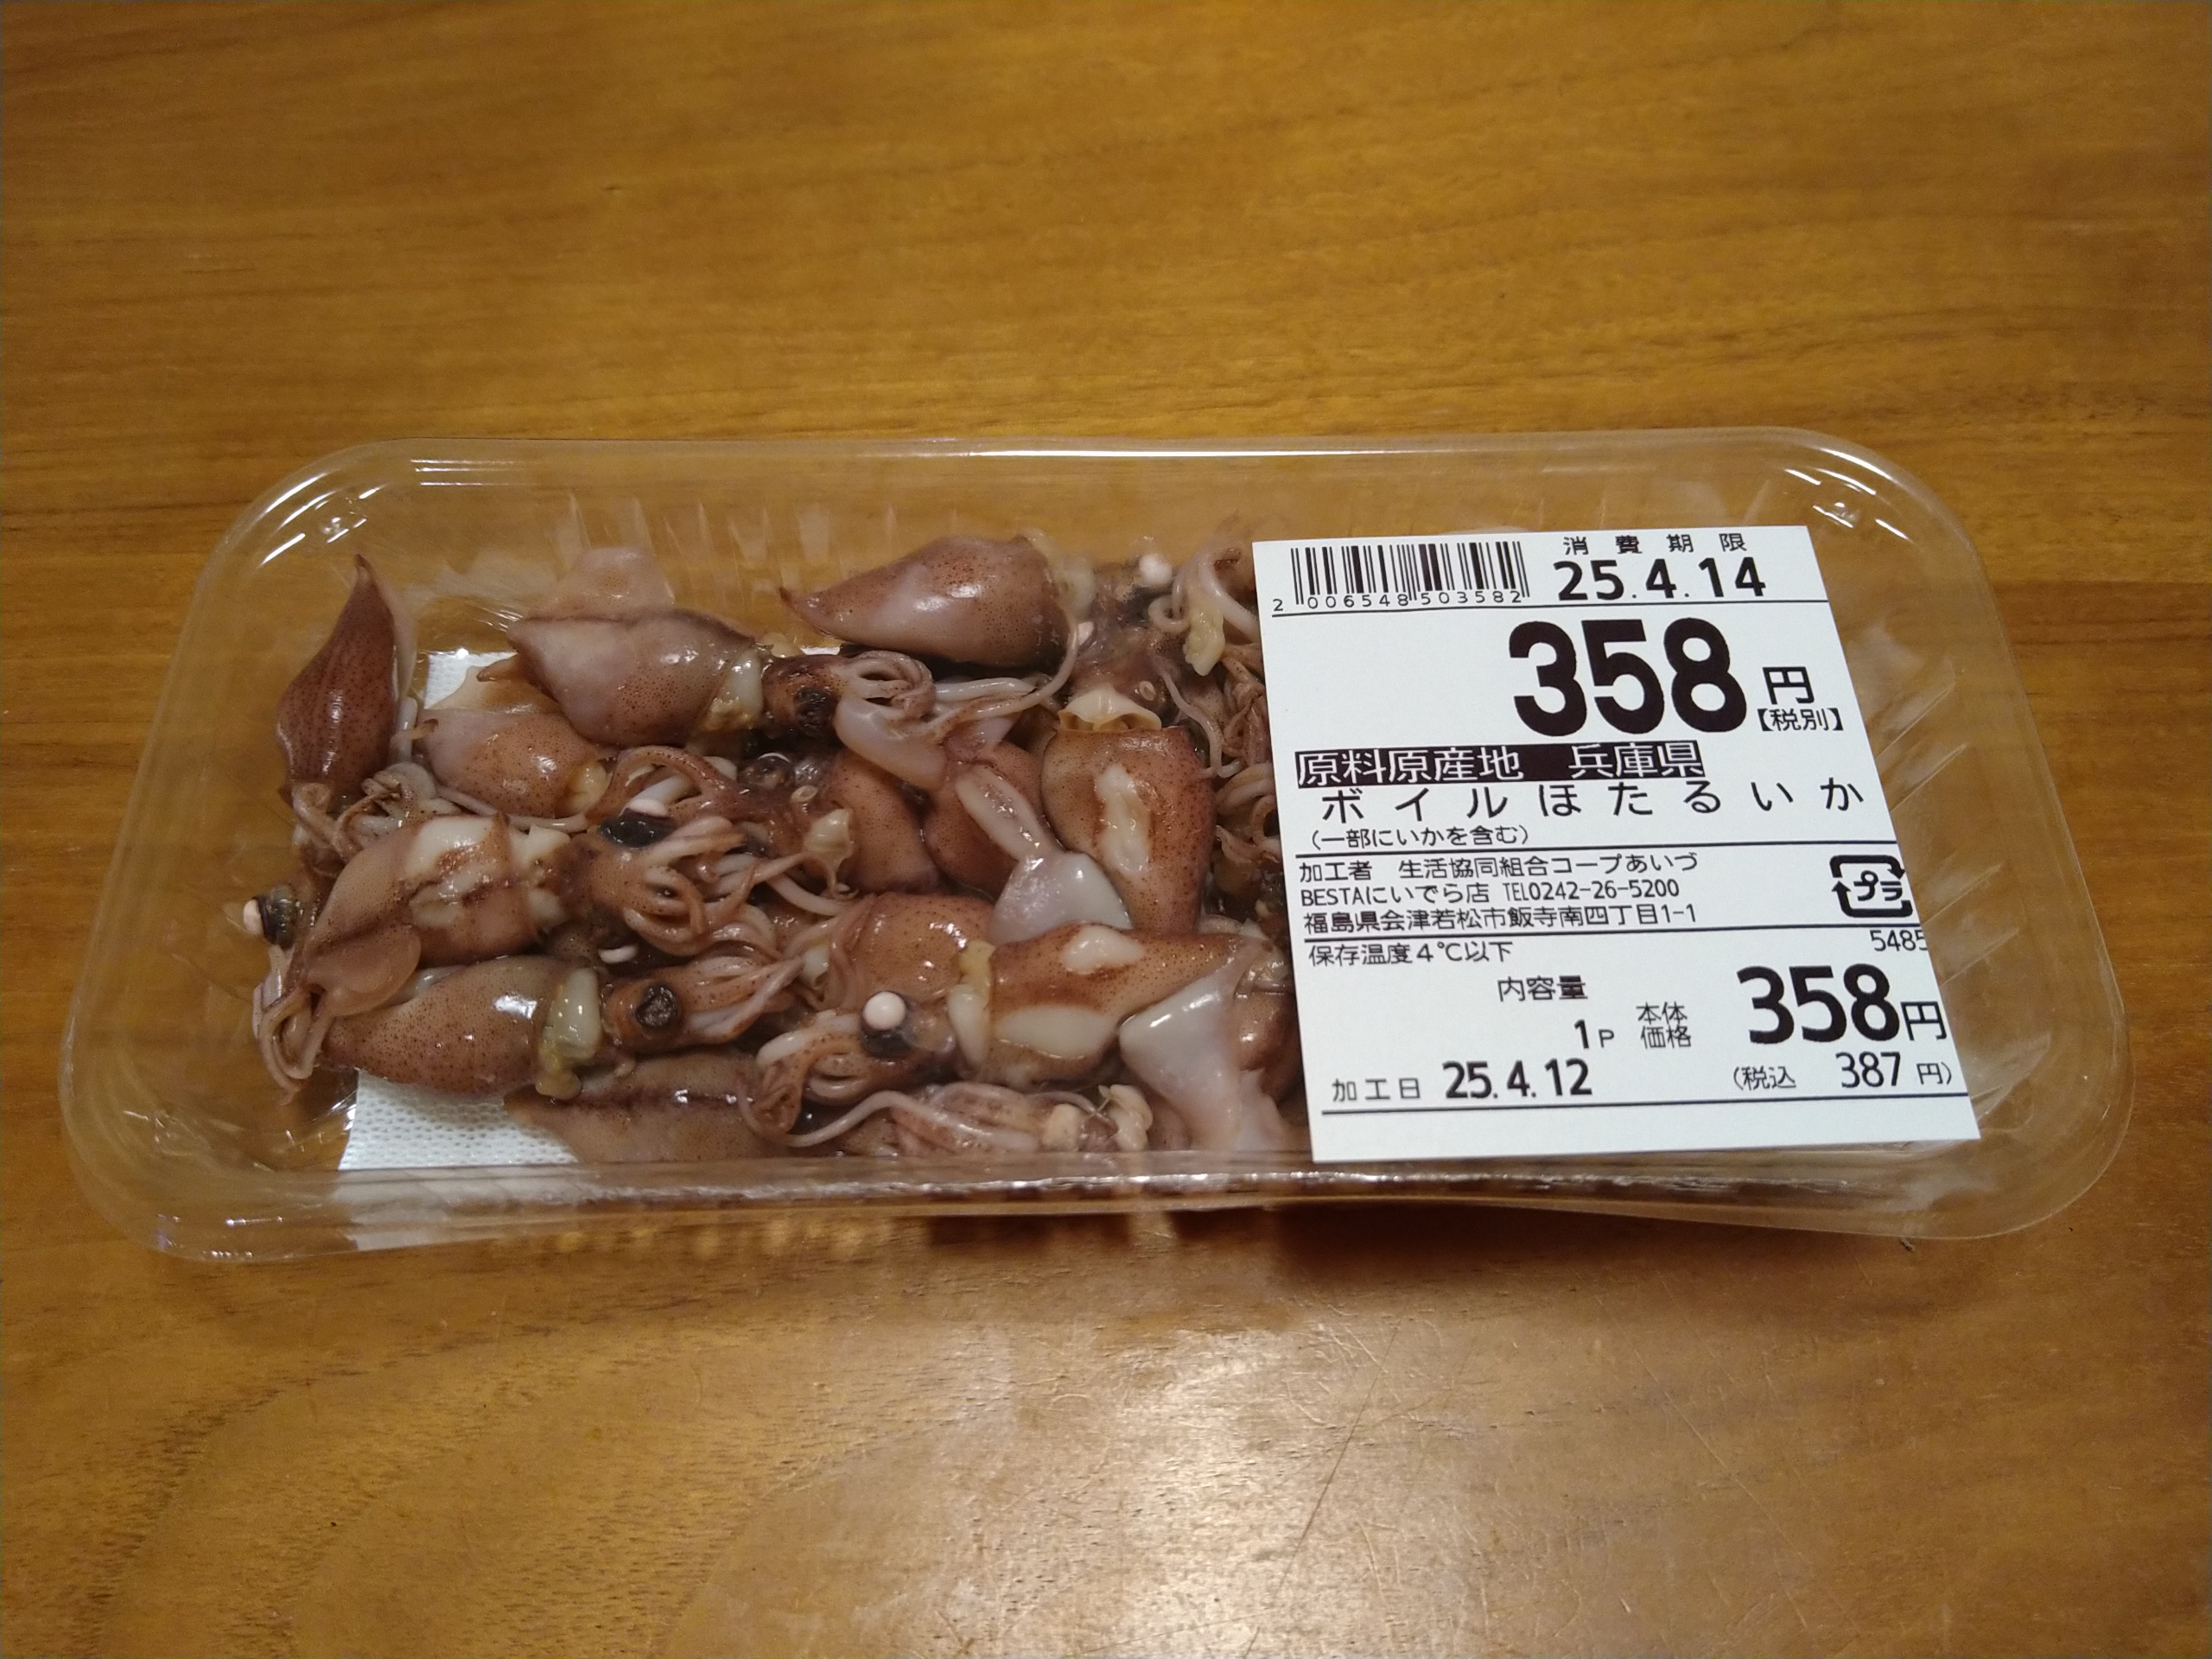 消費期限
25.4.14
2 006548 503582
358円
【税別】
原料原産地 兵庫県
ボイルほたるいか
(一部にいかを含む)
加工者 生活協同組合コープあいづ
BESTAにいでら店 TEL0242-26-5200
福島県会津若松市飯寺南四丁目1-1
プラ
5485
保存温度4℃以下
内容量
1P
本体価格 358円
加工日 25.4.12
(税込 387円)